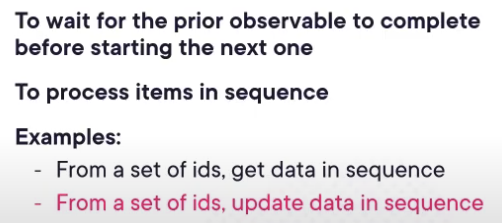 To wait for the prior observable to complete
before starting the next one
To process items in sequence
Examples:
- From a set of ids, get data in sequence
- From a set of ids, update data in sequence